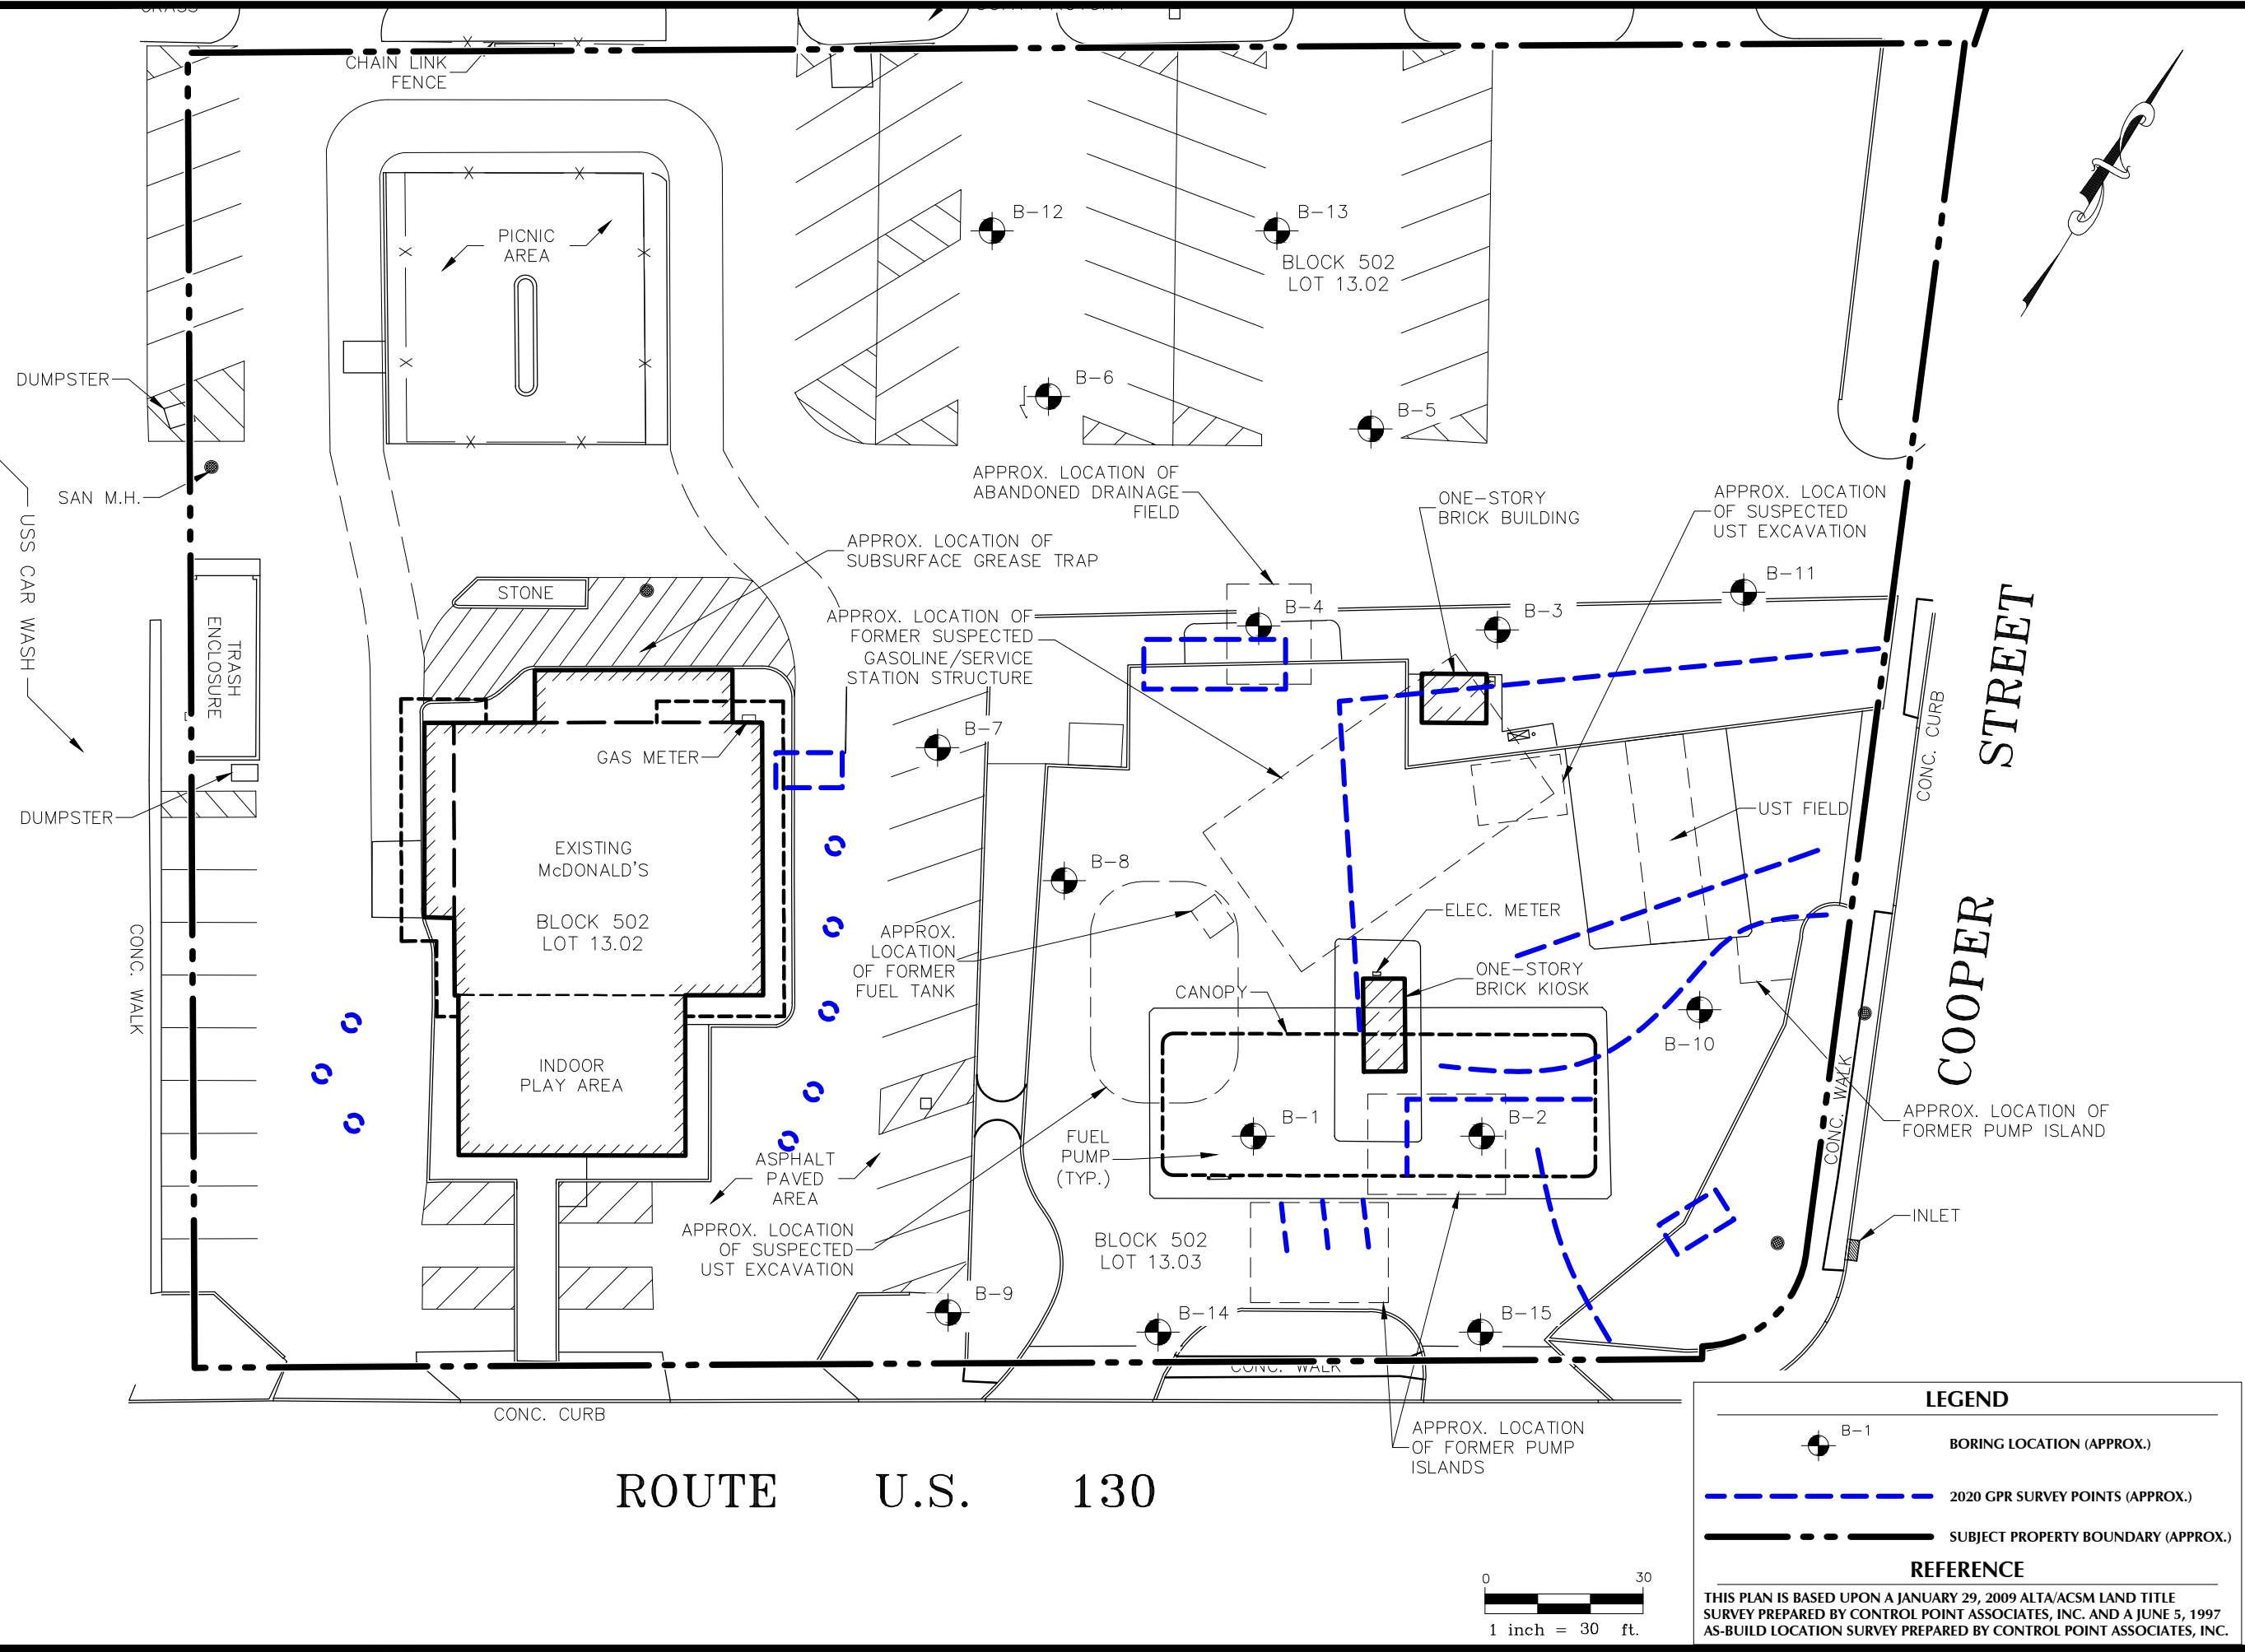 CHAIN LINK
FENCE
PICNIC
AREA
B-12
B-13
BLOCK 502
LOT 13.02
DUMPSTER
B-6
B-5
SAN M.H.
USS CAR WASH
APPROX. LOCATION OF
ABANDONED DRAINAGE
FIELD
ONE-STORY
BRICK BUILDING
APPROX. LOCATION
OF SUSPECTED
UST EXCAVATION
APPROX. LOCATION OF
SUBSURFACE GREASE TRAP
STONE
B-11
TRASH
ENCLOSURE
APPROX. LOCATION OF
FORMER SUSPECTED
GASOLINE/SERVICE
STATION STRUCTURE
B-4
B-3
B-7
GAS METER
CONC. CURB
COOPER STREET
DUMPSTER
UST FIELD
EXISTING
McDONALD'S
BLOCK 502
LOT 13.02
B-8
ELEC. METER
APPROX.
LOCATION
OF FORMER
FUEL TANK
CONC. WALK
ONE-STORY
BRICK KIOSK
CANOPY
B-10
INDOOR
PLAY AREA
CONC. WALK
B-1
B-2
APPROX. LOCATION OF
FORMER PUMP ISLAND
FUEL
PUMP
(TYP.)
ASPHALT
PAVED
AREA
INLET
APPROX. LOCATION
OF SUSPECTED
UST EXCAVATION
BLOCK 502
LOT 13.03
B-9
B-14
B-15
CONC. WALK
CONC. CURB
APPROX. LOCATION
OF FORMER PUMP
ISLANDS
ROUTE U.S. 130
LEGEND
B-1
BORING LOCATION (APPROX.)
2020 GPR SURVEY POINTS (APPROX.)
SUBJECT PROPERTY BOUNDARY (APPROX.)
REFERENCE
THIS PLAN IS BASED UPON A JANUARY 29, 2009 ALTA/ACSM LAND TITLE
SURVEY PREPARED BY CONTROL POINT ASSOCIATES, INC. AND A JUNE 5, 1997
AS-BUILD LOCATION SURVEY PREPARED BY CONTROL POINT ASSOCIATES, INC.
0 30
1 inch = 30 ft.